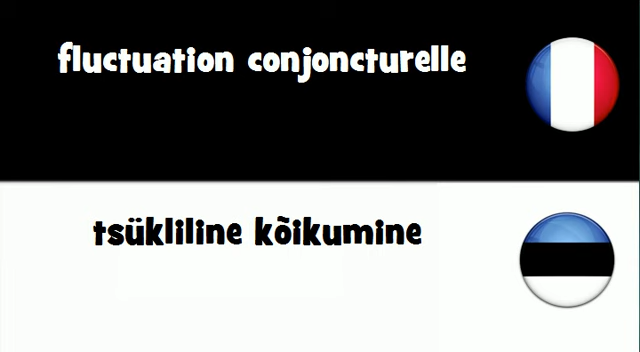 fluctuation conjoncturelle
tsükliline kõikumine